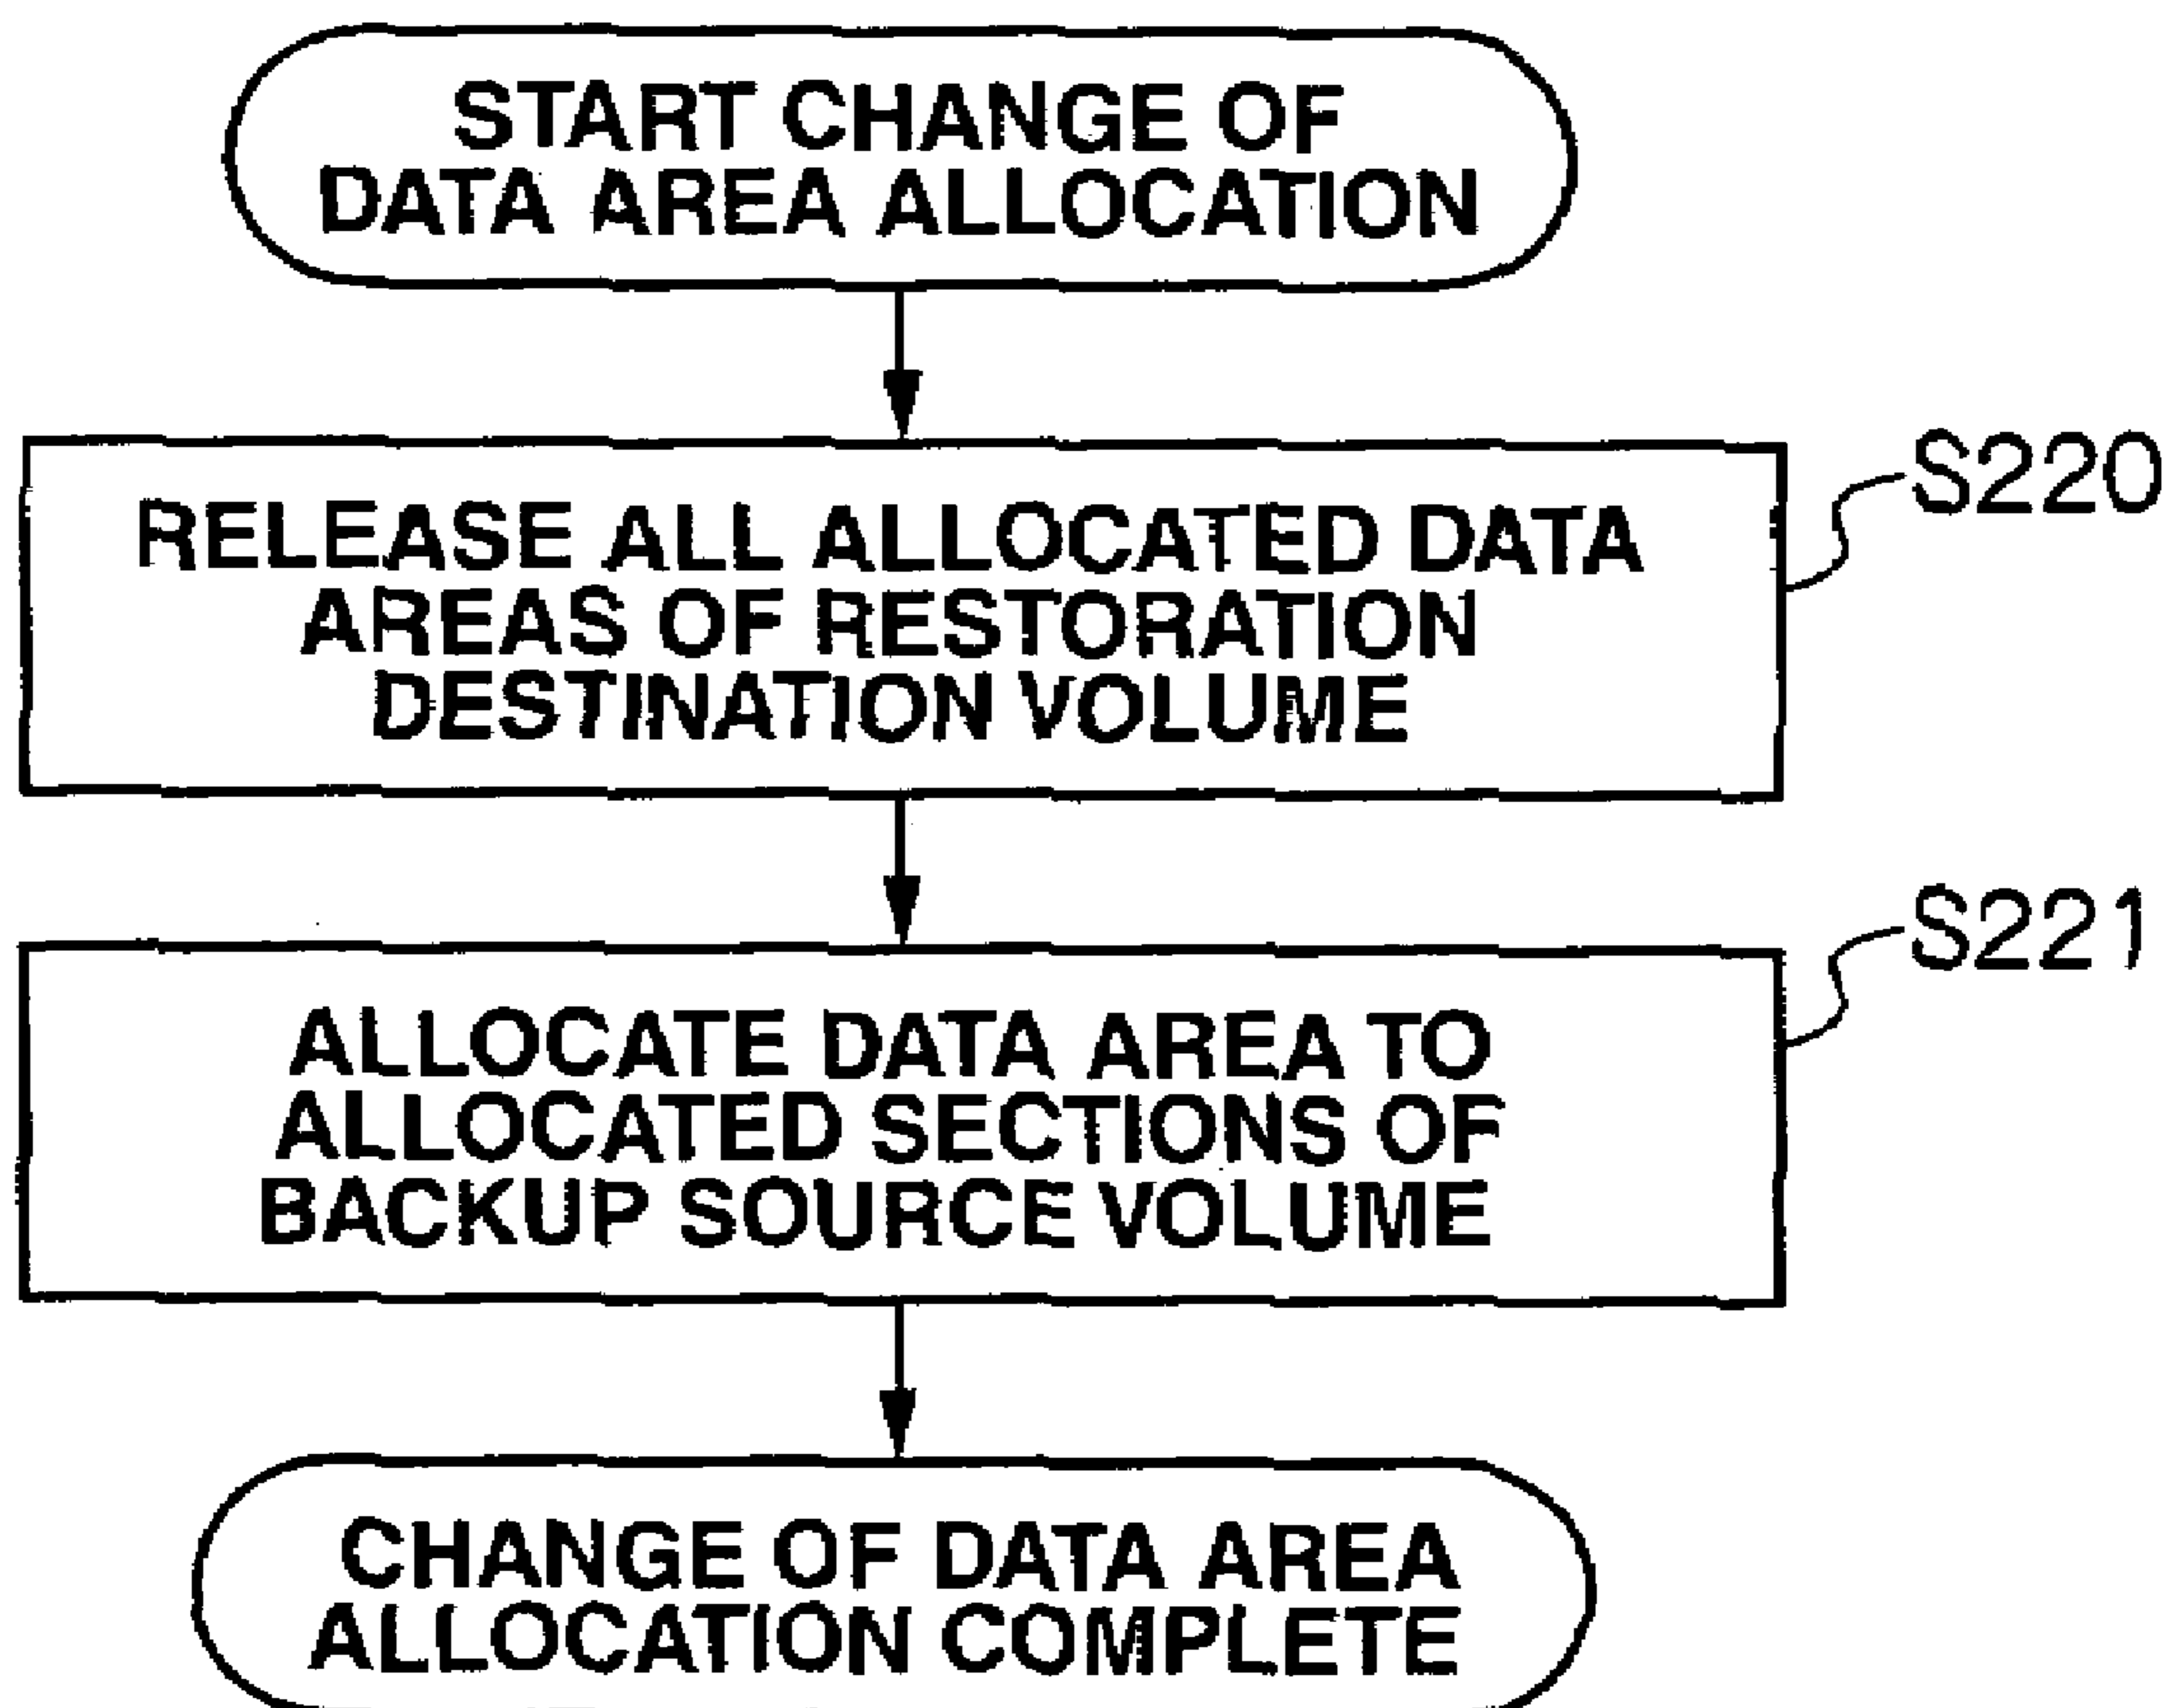 START CHANGE OF
DATA AREA ALLOCATION
S220
RELEASE ALL ALLOCATED DATA
AREAS OF RESTORATION
DESTINATION VOLUME
S221
ALLOCATE DATA AREA TO
ALLOCATED SECTIONS OF
BACKUP SOURCE VOLUME
CHANGE OF DATA AREA
ALLOCATION COMPLETE